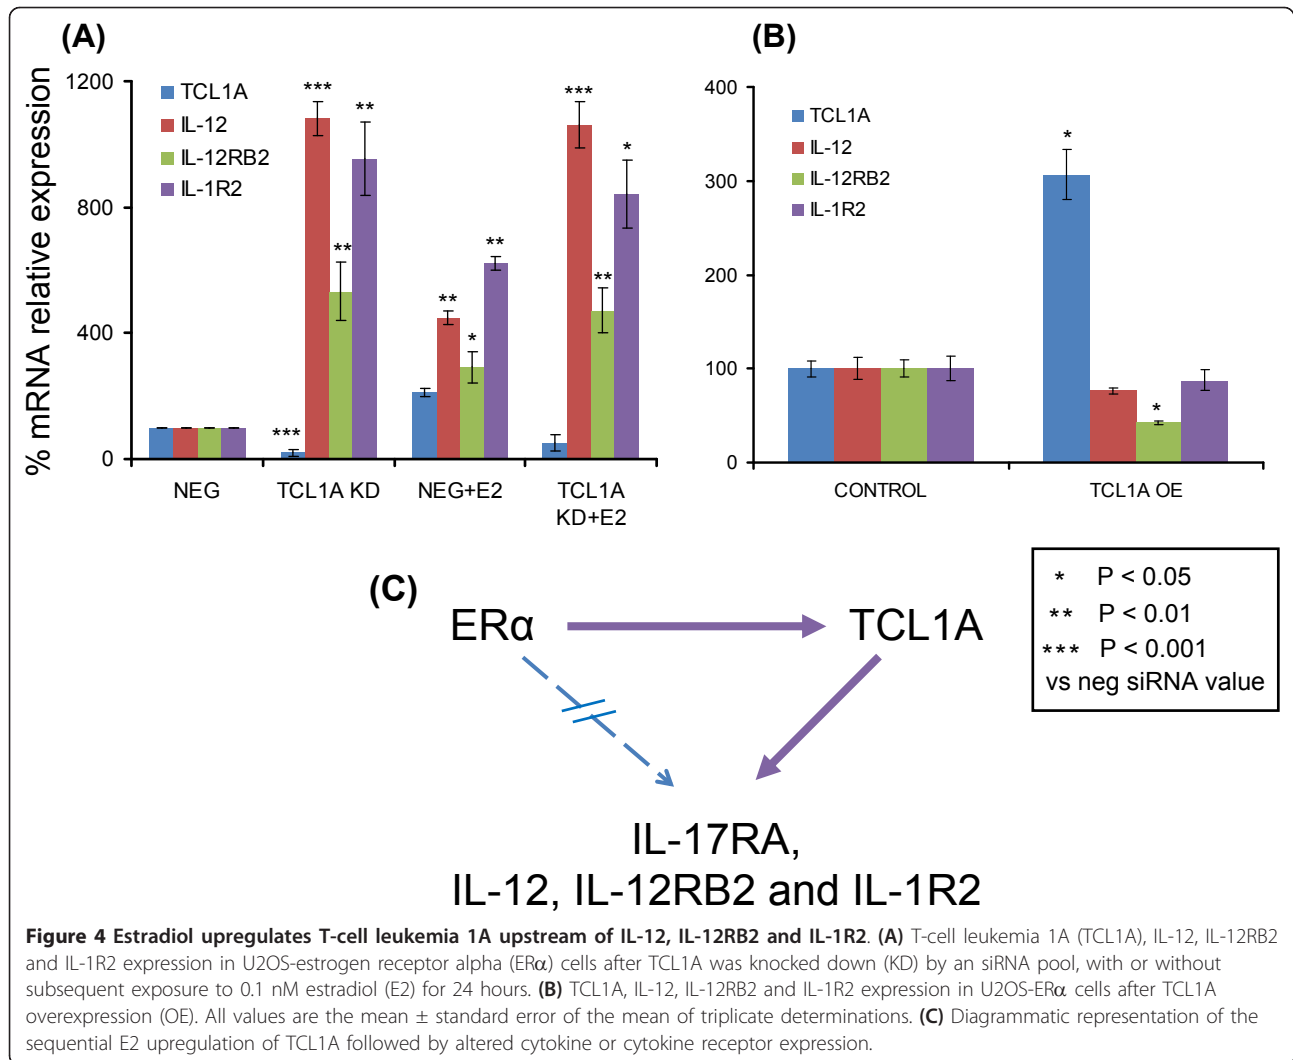 (A)
% mRNA relative expression
1200
800
400
0
TCL1A
IL-12
IL-12RB2
IL-1R2
***
***
**
**
**
*
**
***
**
*
NEG
TCL1A KD
NEG+E2
TCL1A
KD+E2
(B)
400
300
200
100
0
TCL1A
IL-12
IL-12RB2
IL-1R2
*
*
CONTROL
TCL1A OE
* P < 0.05
** P < 0.01
*** P < 0.001
vs neg siRNA value
(C)
ERα
TCL1A
IL-17RA,
IL-12, IL-12RB2 and IL-1R2
Figure 4 Estradiol upregulates T-cell leukemia 1A upstream of IL-12, IL-12RB2 and IL-1R2. (A) T-cell leukemia 1A (TCL1A), IL-12, IL-12RB2
and IL-1R2 expression in U2OS-estrogen receptor alpha (ERα) cells after TCL1A was knocked down (KD) by an siRNA pool, with or without
subsequent exposure to 0.1 nM estradiol (E2) for 24 hours. (B) TCL1A, IL-12, IL-12RB2 and IL-1R2 expression in U2OS-ERα cells after TCL1A
overexpression (OE). All values are the mean ± standard error of the mean of triplicate determinations. (C) Diagrammatic representation of the
sequential E2 upregulation of TCL1A followed by altered cytokine or cytokine receptor expression.